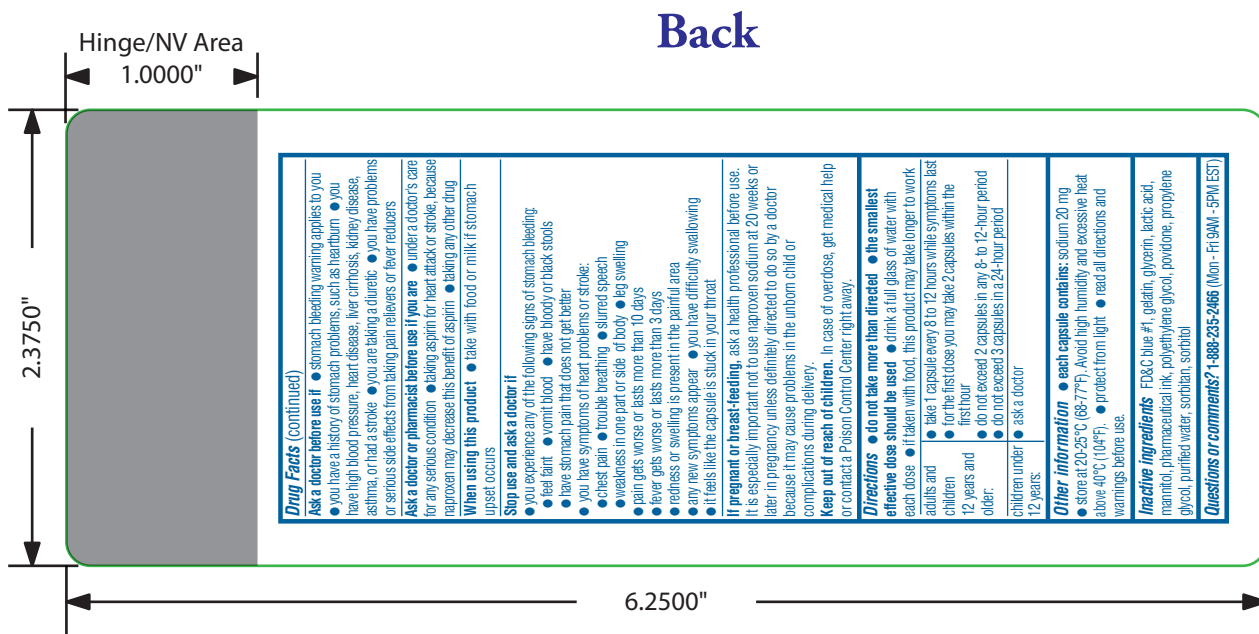 Back
Hinge/NV Area
1.0000"
2.3750"
6.2500"
Drug Facts (continued)
Ask a doctor before use if ● stomach bleeding warning applies to you
● you have a history of stomach problems, such as heartburn ● you
have high blood pressure, heart disease, liver cirrhosis, kidney disease,
asthma, or had a stroke ● you are taking a diuretic ● you have problems
or serious side effects from taking pain relievers or fever reducers
Ask a doctor or pharmacist before use if you are ● under a doctor's care
for any serious condition ● taking aspirin for heart attack or stroke, because
naproxen may decrease this benefit of aspirin ● taking any other drug
When using this product ● take with food or milk if stomach
upset occurs
Stop use and ask a doctor if
● you experience any of the following signs of stomach bleeding:
● feel faint ● vomit blood ● have bloody or black stools
● have stomach pain that does not get better
● you have symptoms of heart problems or stroke:
● chest pain ● trouble breathing ● slurred speech
● weakness in one part or side of body ● leg swelling
● pain gets worse or lasts more than 10 days
● fever gets worse or lasts more than 3 days
● redness or swelling is present in the painful area
● any new symptoms appear ● you have difficulty swallowing
● it feels like the capsule is stuck in your throat
If pregnant or breast-feeding, ask a health professional before use.
It is especially important not to use naproxen sodium at 20 weeks or
later in pregnancy unless definitely directed to do so by a doctor
because it may cause problems in the unborn child or
complications during delivery.
Keep out of reach of children. In case of overdose, get medical help
or contact a Poison Control Center right away.
Directions ● do not take more than directed ● the smallest
effective dose should be used ● drink a full glass of water with
each dose ● if taken with food, this product may take longer to work
adults and children 12 years and older:
● take 1 capsule every 8 to 12 hours while symptoms last
● for the first dose you may take 2 capsules within the
first hour
● do not exceed 2 capsules in any 8- to 12-hour period
● do not exceed 3 capsules in a 24-hour period
children under 12 years:
● ask a doctor
Other information ● each capsule contains: sodium 20 mg
● store at 20-25°C (68-77°F). Avoid high humidity and excessive heat
above 40°C (104°F). ● protect from light ● read all directions and
warnings before use.
Inactive ingredients FD&C blue #1, gelatin, glycerin, lactic acid,
mannitol, pharmaceutical ink, polyethylene glycol, povidone, propylene
glycol, purified water, sorbitan, sorbitol
Questions or comments? 1-888-235-2466 (Mon - Fri 9AM - 5PM EST)